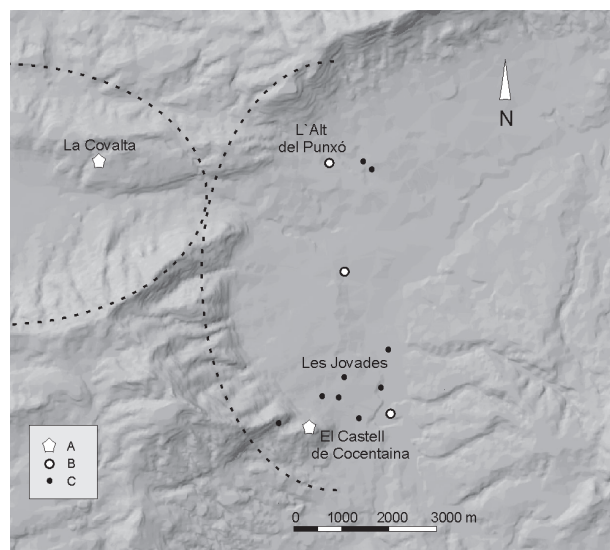 La Covalta
L`Alt
del Punxó
N
Les Jovades
El Castell
de Cocentaina
A
B
C
0 1000 2000 3000 m